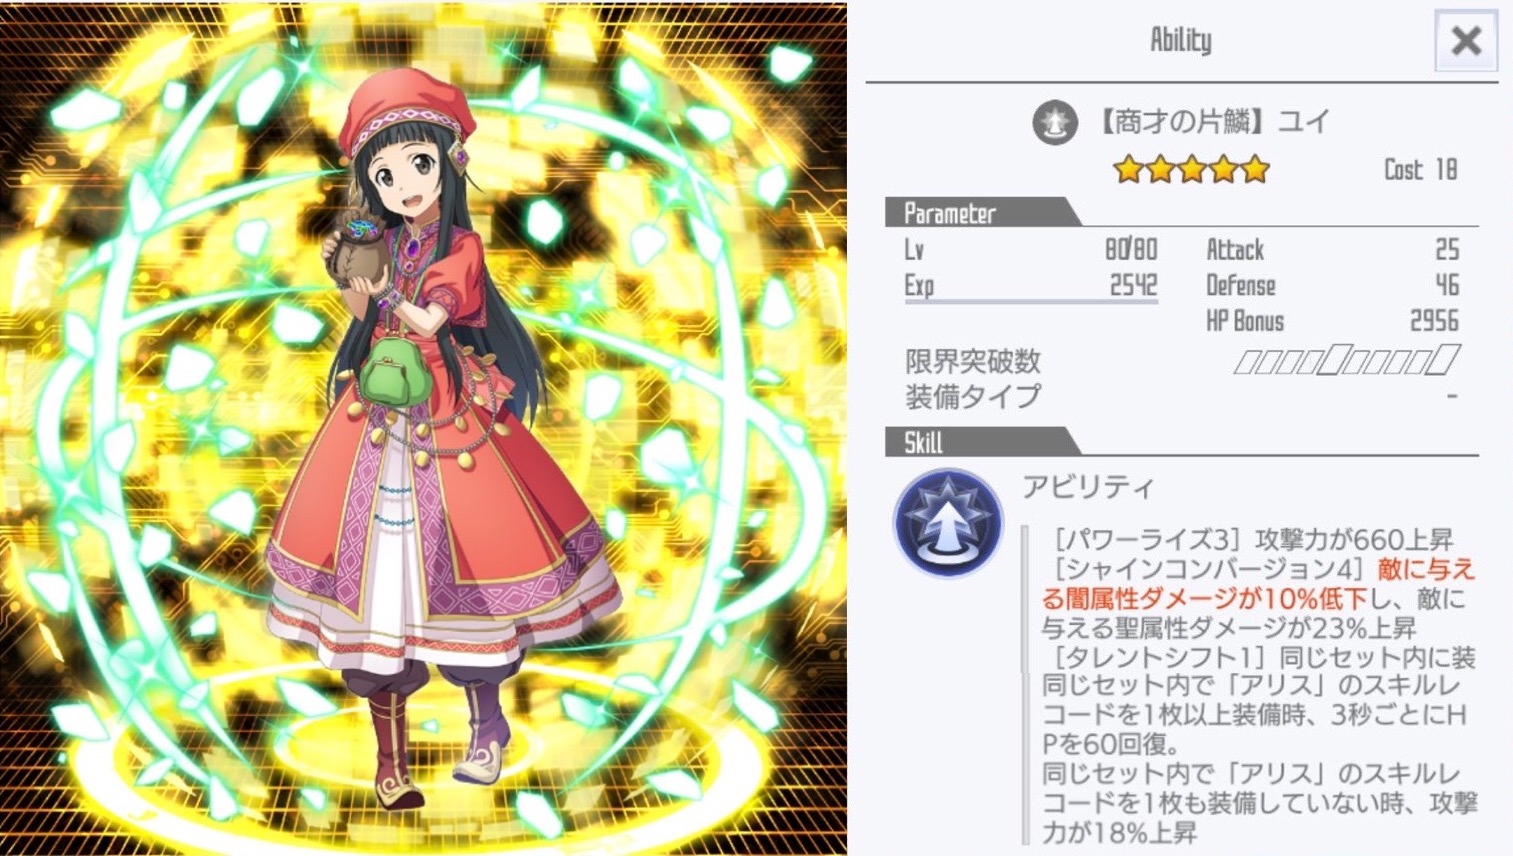 Ability
【商才の片鱗】ユイ
Cost 18
Parameter
Lv 80/80 Attack 25
Exp 2542 Defense 46
HP Bonus 2956
限界突破数
装備タイプ -
Skill
アビリティ
［パワーライズ3］攻撃力が660上昇
［シャインコンバージョン4］敵に与え
る闇属性ダメージが10%低下し、敵に
与える聖属性ダメージが23%上昇
［タレントシフト1］同じセット内に装
同じセット内で「アリス」のスキルレ
コードを1枚以上装備時、3秒ごとにH
Pを60回復。
同じセット内で「アリス」のスキルレ
コードを1枚も装備していない時、攻撃
力が18%上昇